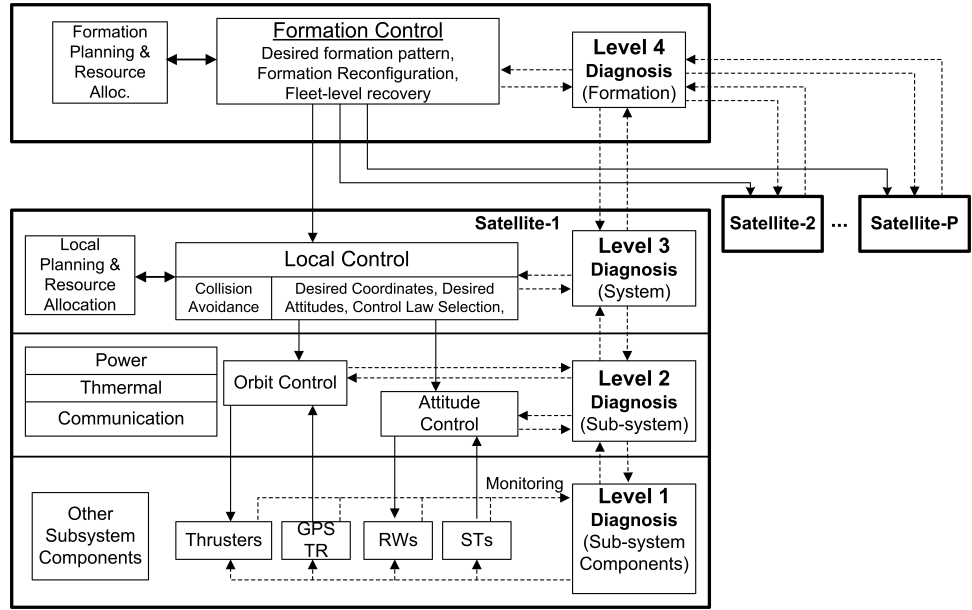 Formation
Planning &
Resource
Alloc.
Formation Control
Desired formation pattern,
Formation Reconfiguration,
Fleet-level recovery
Level 4
Diagnosis
(Formation)
Satellite-2
...
Satellite-P
Satellite-1
Local
Planning &
Resource
Allocation
Local Control
Collision
Avoidance
Desired Coordinates, Desired
Attitudes, Control Law Selection,
Level 3
Diagnosis
(System)
Power
Thmermal
Communication
Orbit Control
Attitude
Control
Level 2
Diagnosis
(Sub-system)
Other
Subsystem
Components
Monitoring
Thrusters
GPS
TR
RWs
STs
Level 1
Diagnosis
(Sub-system
Components)